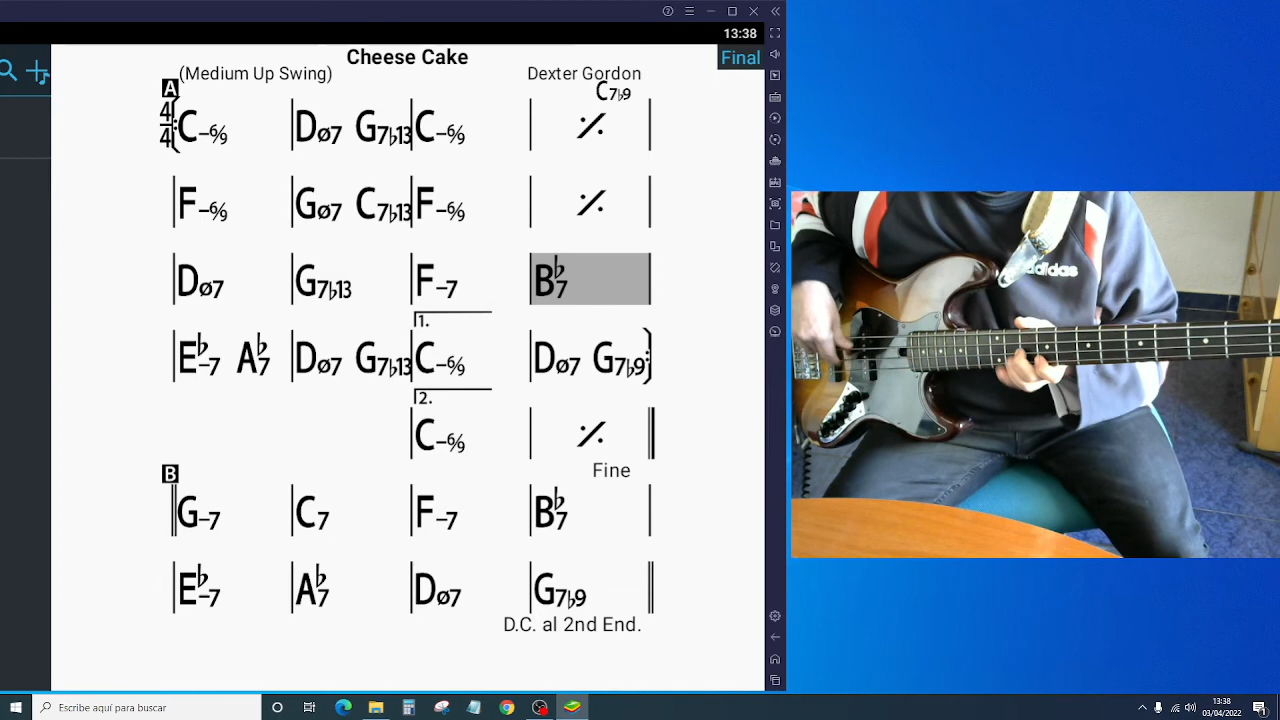 13:38
Cheese Cake
Final
(Medium Up Swing)
Dexter Gordon
A
C7♭9
4/4 C–6/9 Dø7 G7♭13 C–6/9 𝄎
F–6/9 Gø7 C7♭13 F–6/9 𝄎
Dø7 G7♭13 F–7 B♭7
1.
E♭–7 A♭7 Dø7 G7♭13 C–6/9 Dø7 G7♭9
2.
C–6/9 𝄎
Fine
B
G–7 C7 F–7 B♭7
E♭–7 A♭7 Dø7 G7♭9
D.C. al 2nd End.
adidas
Escribe aquí para buscar
13:38
03/04/2022